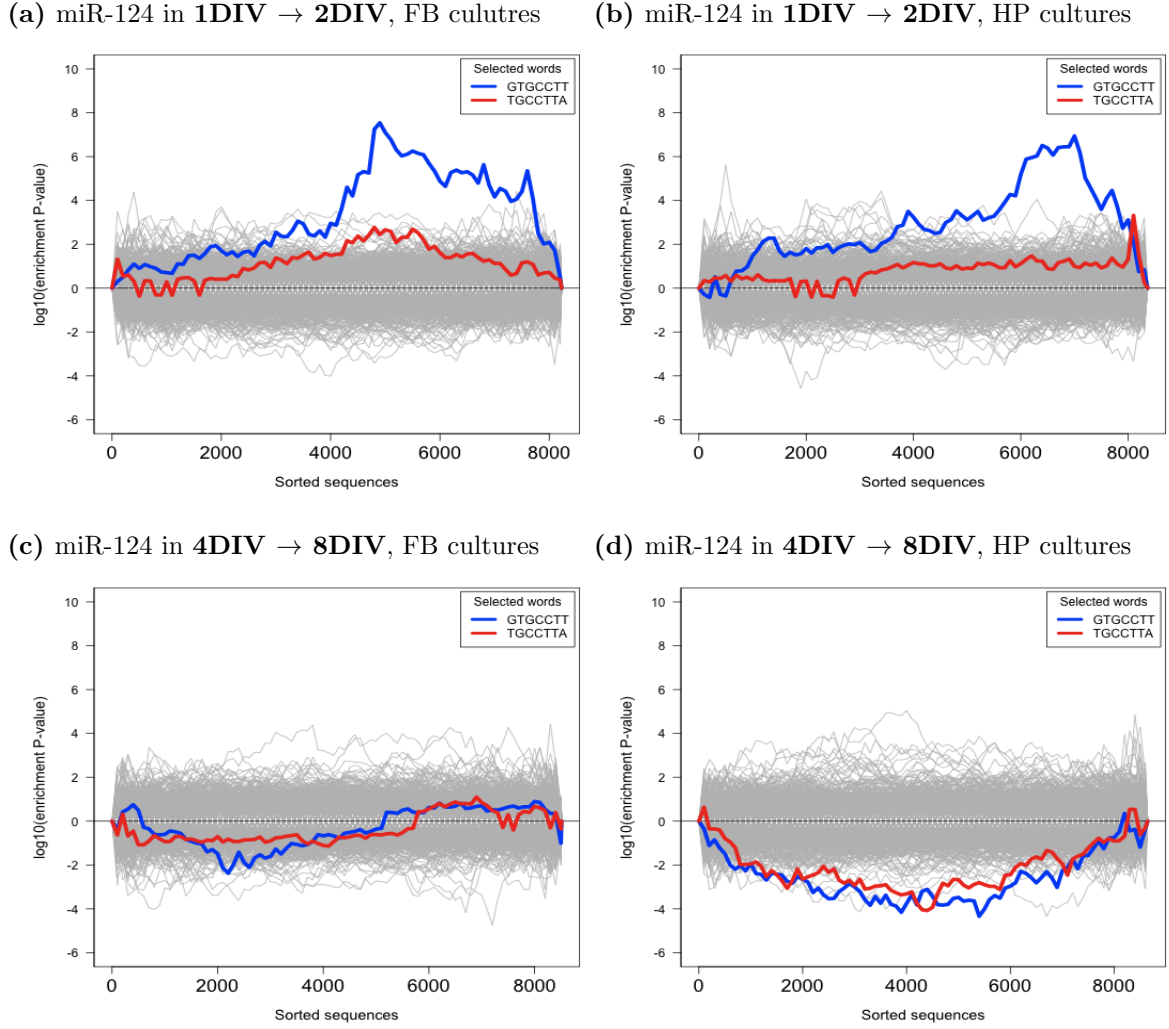 (a) miR-124 in 1DIV → 2DIV, FB culutres
10
8
6
4
2
0
-2
-4
-6
log10(enrichment P-value)
Selected words
GTGCCTT
TGCCTTA
0 2000 4000 6000 8000
Sorted sequences
(b) miR-124 in 1DIV → 2DIV, HP cultures
10
8
6
4
2
0
-2
-4
-6
log10(enrichment P-value)
Selected words
GTGCCTT
TGCCTTA
0 2000 4000 6000 8000
Sorted sequences
(c) miR-124 in 4DIV → 8DIV, FB cultures
10
8
6
4
2
0
-2
-4
-6
log10(enrichment P-value)
Selected words
GTGCCTT
TGCCTTA
0 2000 4000 6000 8000
Sorted sequences
(d) miR-124 in 4DIV → 8DIV, HP cultures
10
8
6
4
2
0
-2
-4
-6
log10(enrichment P-value)
Selected words
GTGCCTT
TGCCTTA
0 2000 4000 6000 8000
Sorted sequences